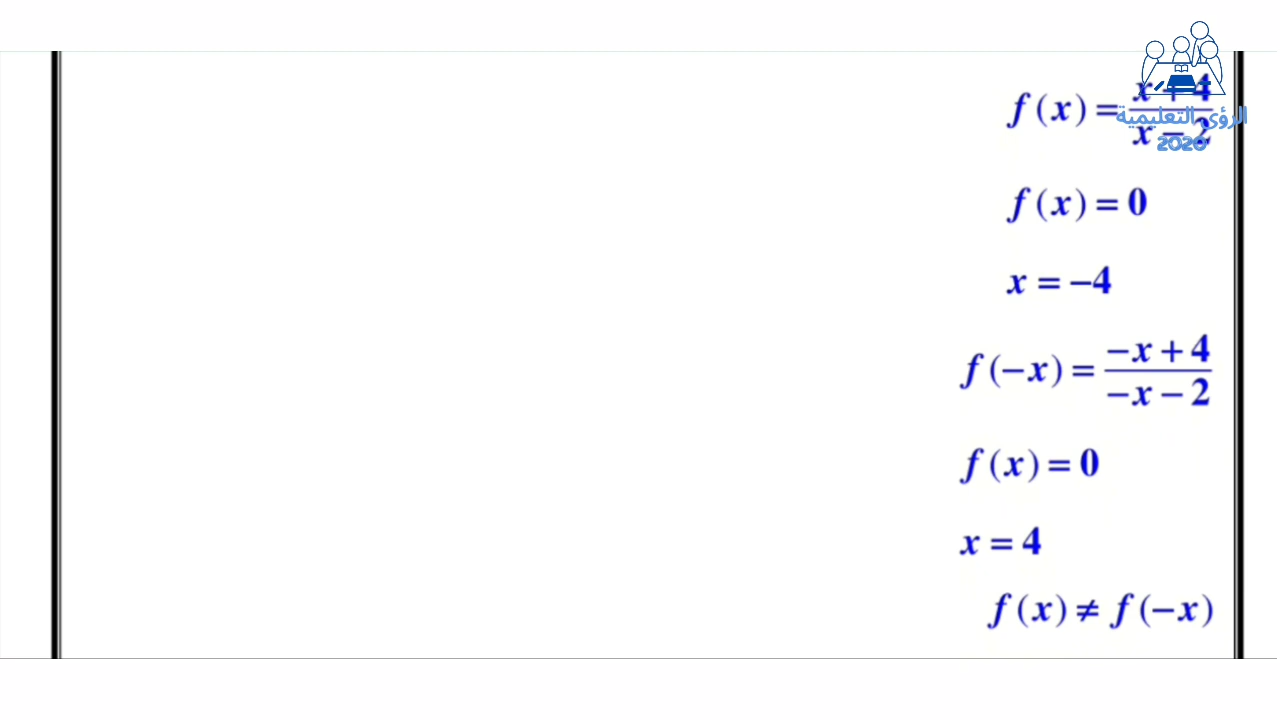 f(x) = (x + 4)/(x − 2)
الرؤى التعليمية
2020
f(x) = 0
x = −4
f(−x) = (−x + 4)/(−x − 2)
f(x) = 0
x = 4
f(x) ≠ f(−x)